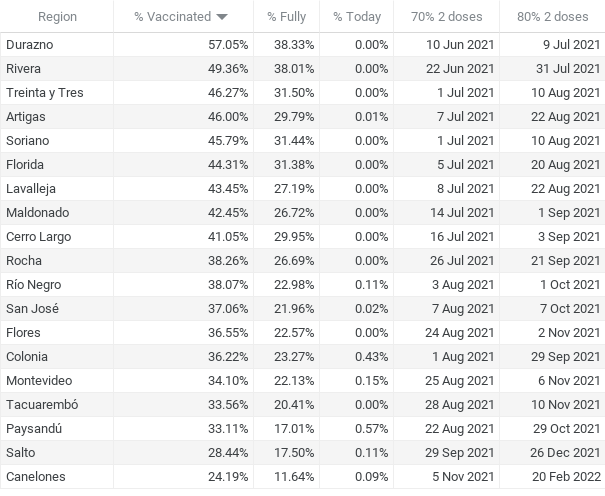 Region % Vaccinated % Fully % Today 70% 2 doses 80% 2 doses
Durazno 57.05% 38.33% 0.00% 10 Jun 2021 9 Jul 2021
Rivera 49.36% 38.01% 0.00% 22 Jun 2021 31 Jul 2021
Treinta y Tres 46.27% 31.50% 0.00% 1 Jul 2021 10 Aug 2021
Artigas 46.00% 29.79% 0.01% 7 Jul 2021 22 Aug 2021
Soriano 45.79% 31.44% 0.00% 1 Jul 2021 10 Aug 2021
Florida 44.31% 31.38% 0.00% 5 Jul 2021 20 Aug 2021
Lavalleja 43.45% 27.19% 0.00% 8 Jul 2021 22 Aug 2021
Maldonado 42.45% 26.72% 0.00% 14 Jul 2021 1 Sep 2021
Cerro Largo 41.05% 29.95% 0.00% 16 Jul 2021 3 Sep 2021
Rocha 38.26% 26.69% 0.00% 26 Jul 2021 21 Sep 2021
Río Negro 38.07% 22.98% 0.11% 3 Aug 2021 1 Oct 2021
San José 37.06% 21.96% 0.02% 7 Aug 2021 7 Oct 2021
Flores 36.55% 22.57% 0.00% 24 Aug 2021 2 Nov 2021
Colonia 36.22% 23.27% 0.43% 1 Aug 2021 29 Sep 2021
Montevideo 34.10% 22.13% 0.15% 25 Aug 2021 6 Nov 2021
Tacuarembó 33.56% 20.41% 0.00% 28 Aug 2021 10 Nov 2021
Paysandú 33.11% 17.01% 0.57% 22 Aug 2021 29 Oct 2021
Salto 28.44% 17.50% 0.11% 29 Sep 2021 26 Dec 2021
Canelones 24.19% 11.64% 0.09% 5 Nov 2021 20 Feb 2022